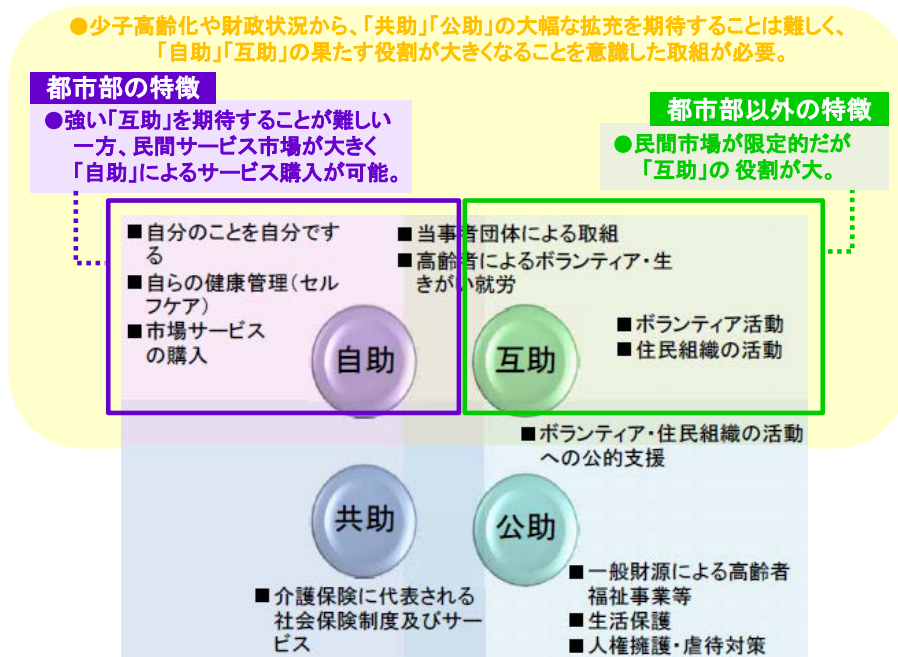 ●少子高齢化や財政状況から、「共助」「公助」の大幅な拡充を期待することは難しく、
「自助」「互助」の果たす役割が大きくなることを意識した取組が必要。
都市部の特徴
●強い「互助」を期待することが難しい
一方、民間サービス市場が大きく
「自助」によるサービス購入が可能。
都市部以外の特徴
●民間市場が限定的だが
「互助」の 役割が大。
■自分のことを自分です
る
■自らの健康管理(セル
フケア)
■市場サービス
の購入
■当事者団体による取組
■高齢者によるボランティア・生
きがい就労
自助
互助
■ボランティア活動
■住民組織の活動
■ボランティア・住民組織の活動
への公的支援
共助
公助
■介護保険に代表される
社会保険制度及びサー
ビス
■一般財源による高齢者
福祉事業等
■生活保護
■人権擁護・虐待対策